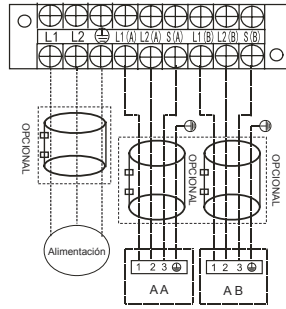 L1 L2 ⏚ L1(A) L2(A) S(A) L1(B) L2(B) S(B)
OPCIONAL
OPCIONAL
OPCIONAL
Alimentación
1 2 3 ⏚
1 2 3 ⏚
AA
AB